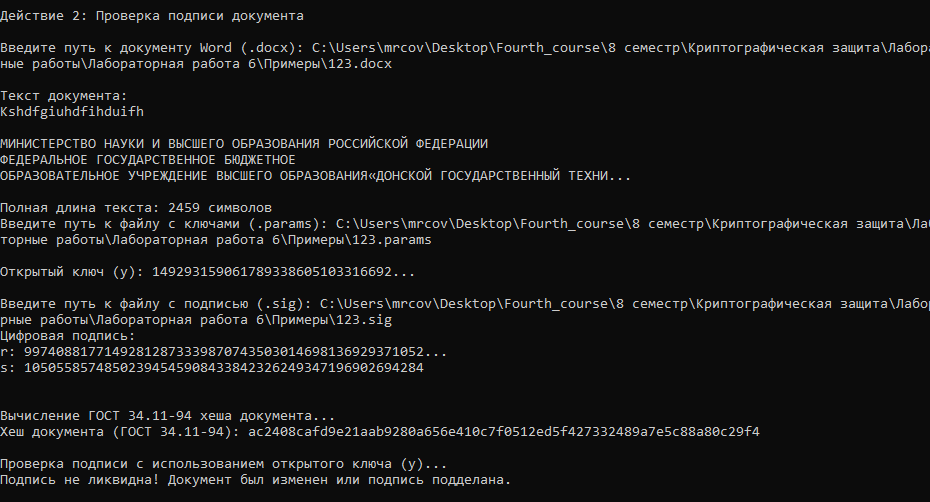 Действие 2: Проверка подписи документа
Введите путь к документу Word (.docx): C:\Users\mrcov\Desktop\Fourth_course\8 семестр\Криптографическая защита\Лабора
ные работы\Лабораторная работа 6\Примеры\123.docx
Текст документа:
Kshdfgiuhdfihduifh
МИНИСТЕРСТВО НАУКИ И ВЫСШЕГО ОБРАЗОВАНИЯ РОССИЙСКОЙ ФЕДЕРАЦИИ
ФЕДЕРАЛЬНОЕ ГОСУДАРСТВЕННОЕ БЮДЖЕТНОЕ
ОБРАЗОВАТЕЛЬНОЕ УЧРЕЖДЕНИЕ ВЫСШЕГО ОБРАЗОВАНИЯ«ДОНСКОЙ ГОСУДАРСТВЕННЫЙ ТЕХНИ...
Полная длина текста: 2459 символов
Введите путь к файлу с ключами (.params): C:\Users\mrcov\Desktop\Fourth_course\8 семестр\Криптографическая защита\Ла
торные работы\Лабораторная работа 6\Примеры\123.params
Открытый ключ (y): 149293159061789338605103316692...
Введите путь к файлу с подписью (.sig): C:\Users\mrcov\Desktop\Fourth_course\8 семестр\Криптографическая защита\Лабор
рные работы\Лабораторная работа 6\Примеры\123.sig
Цифровая подпись:
r: 99740881771492812873339870743503014698136929371052...
s: 10505585748502394545908433842326249347196902694284
Вычисление ГОСТ 34.11-94 хеша документа...
Хеш документа (ГОСТ 34.11-94): ac2408cafd9e21aab9280a656e410c7f0512ed5f427332489a7e5c88a80c29f4
Проверка подписи с использованием открытого ключа (y)...
Подпись не ликвидна! Документ был изменен или подпись подделана.